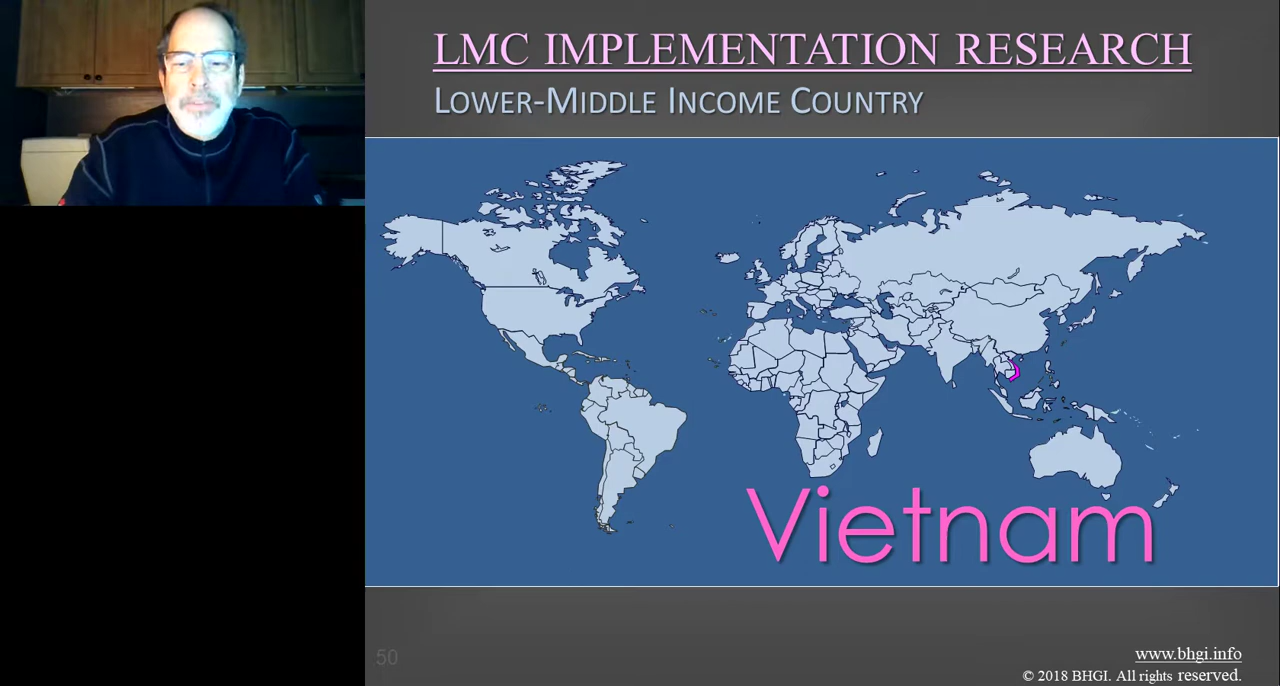 LMC IMPLEMENTATION RESEARCH
LOWER-MIDDLE INCOME COUNTRY
Vietnam
50
www.bhgi.info
© 2018 BHGI. All rights reserved.